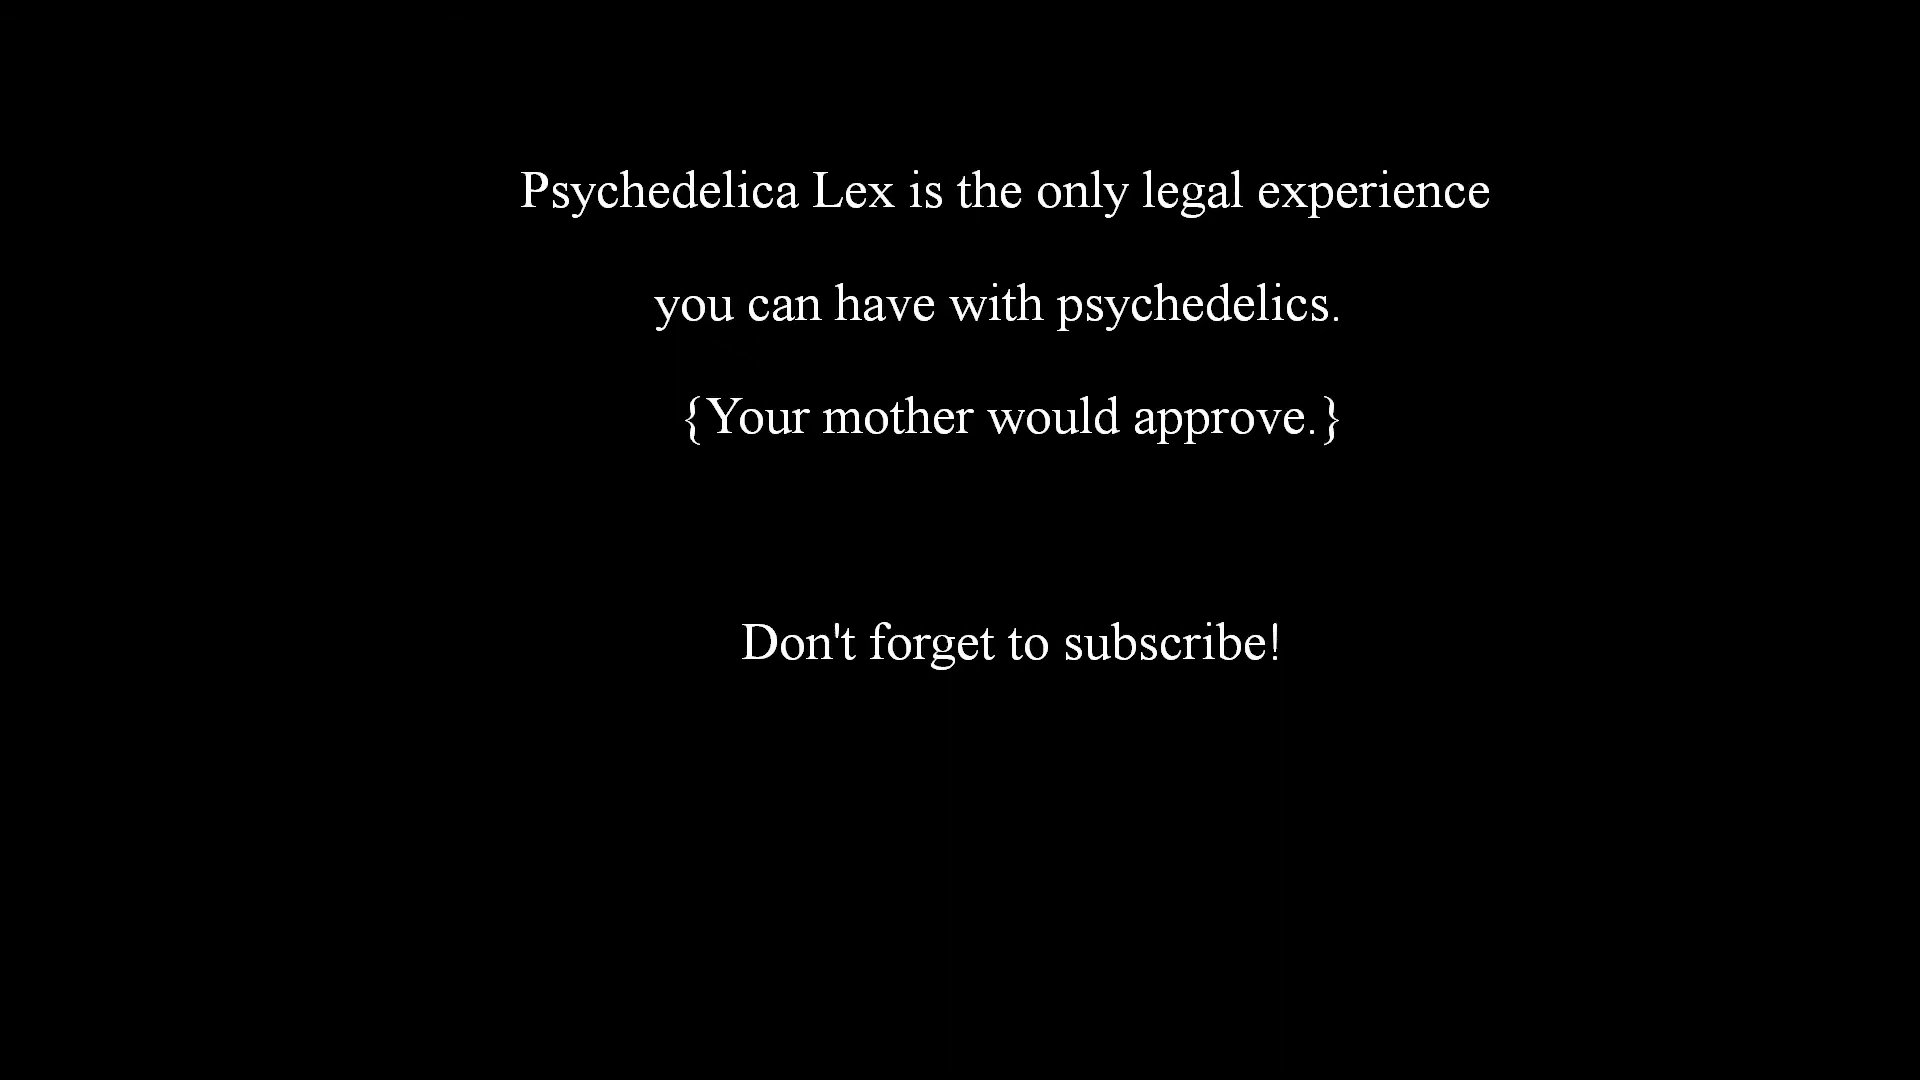 Psychedelica Lex is the only legal experience
you can have with psychedelics.
{Your mother would approve.}
Don't forget to subscribe!